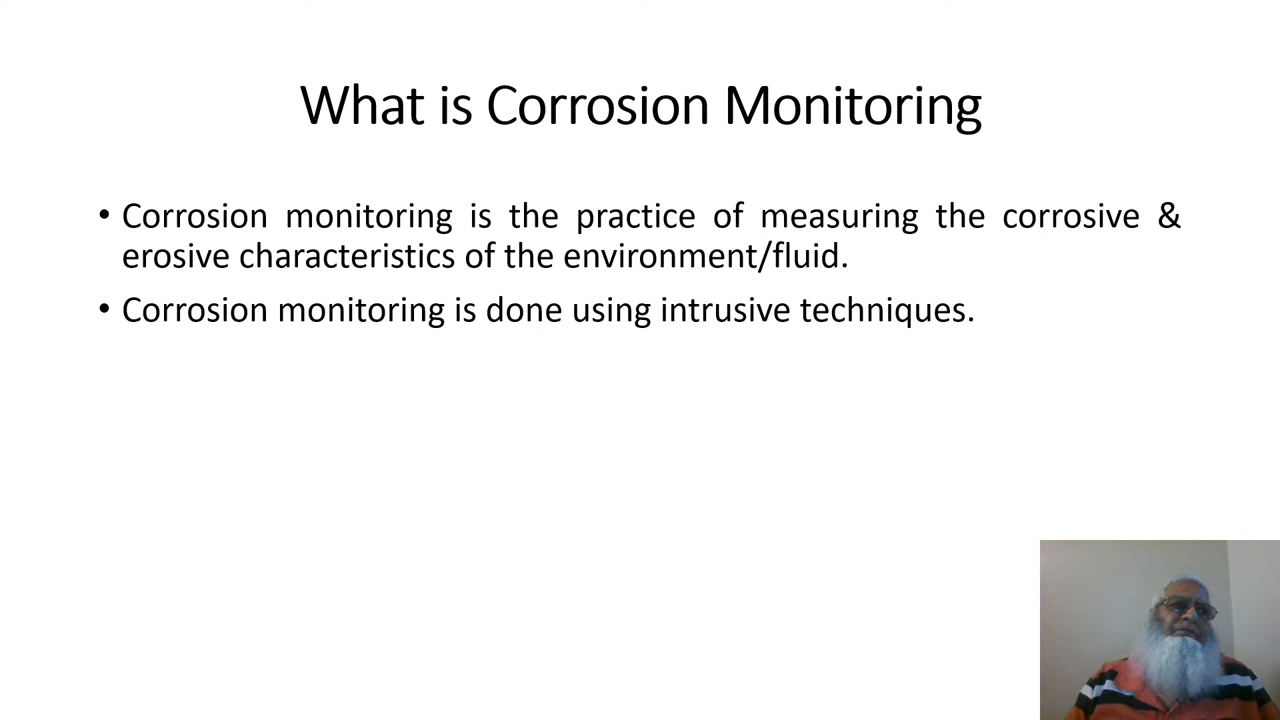 What is Corrosion Monitoring
• Corrosion monitoring is the practice of measuring the corrosive &
erosive characteristics of the environment/fluid.
• Corrosion monitoring is done using intrusive techniques.